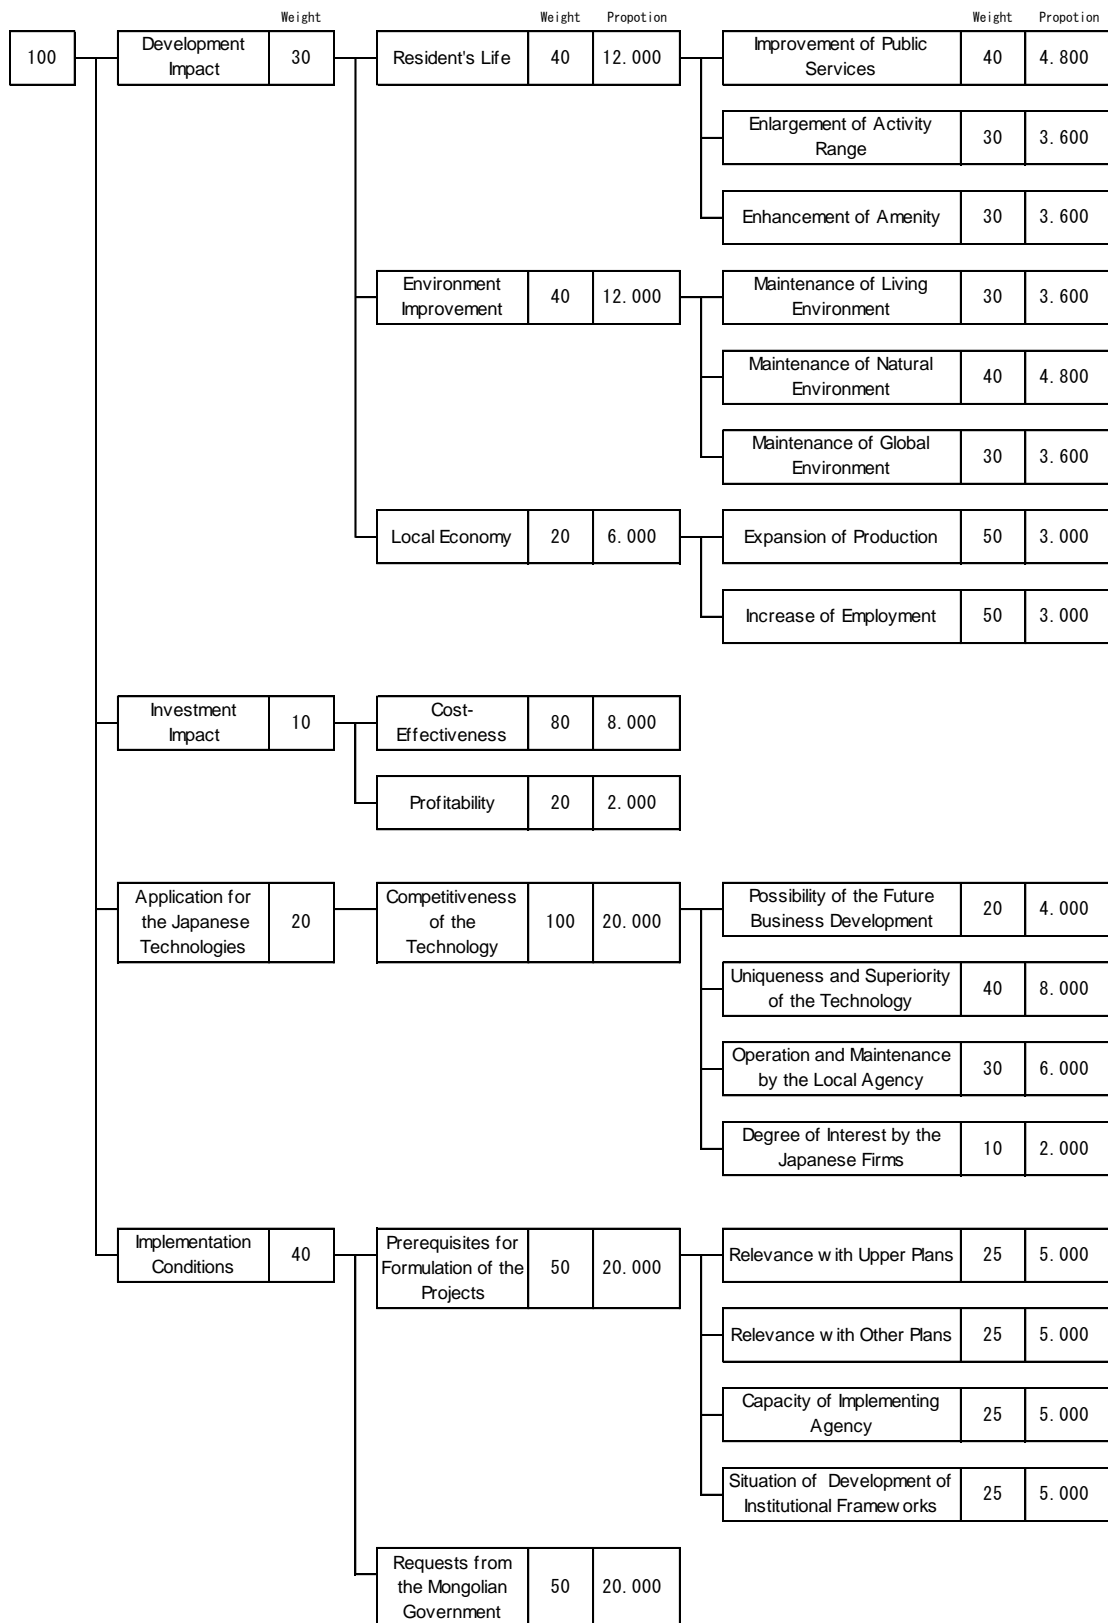 Weight
Weight Propotion
Weight Propotion
100
Development
Impact
30
Resident's Life
40
12.000
Improvement of Public
Services
40
4.800
Enlargement of Activity
Range
30
3.600
Enhancement of Amenity
30
3.600
Environment
Improvement
40
12.000
Maintenance of Living
Environment
30
3.600
Maintenance of Natural
Environment
40
4.800
Maintenance of Global
Environment
30
3.600
Local Economy
20
6.000
Expansion of Production
50
3.000
Increase of Employment
50
3.000
Investment
Impact
10
Cost-
Effectiveness
80
8.000
Profitability
20
2.000
Application for
the Japanese
Technologies
20
Competitiveness
of the
Technology
100
20.000
Possibility of the Future
Business Development
20
4.000
Uniqueness and Superiority
of the Technology
40
8.000
Operation and Maintenance
by the Local Agency
30
6.000
Degree of Interest by the
Japanese Firms
10
2.000
Implementation
Conditions
40
Prerequisites for
Formulation of the
Projects
50
20.000
Relevance with Upper Plans
25
5.000
Relevance with Other Plans
25
5.000
Capacity of Implementing
Agency
25
5.000
Situation of Development of
Institutional Frameworks
25
5.000
Requests from
the Mongolian
Government
50
20.000